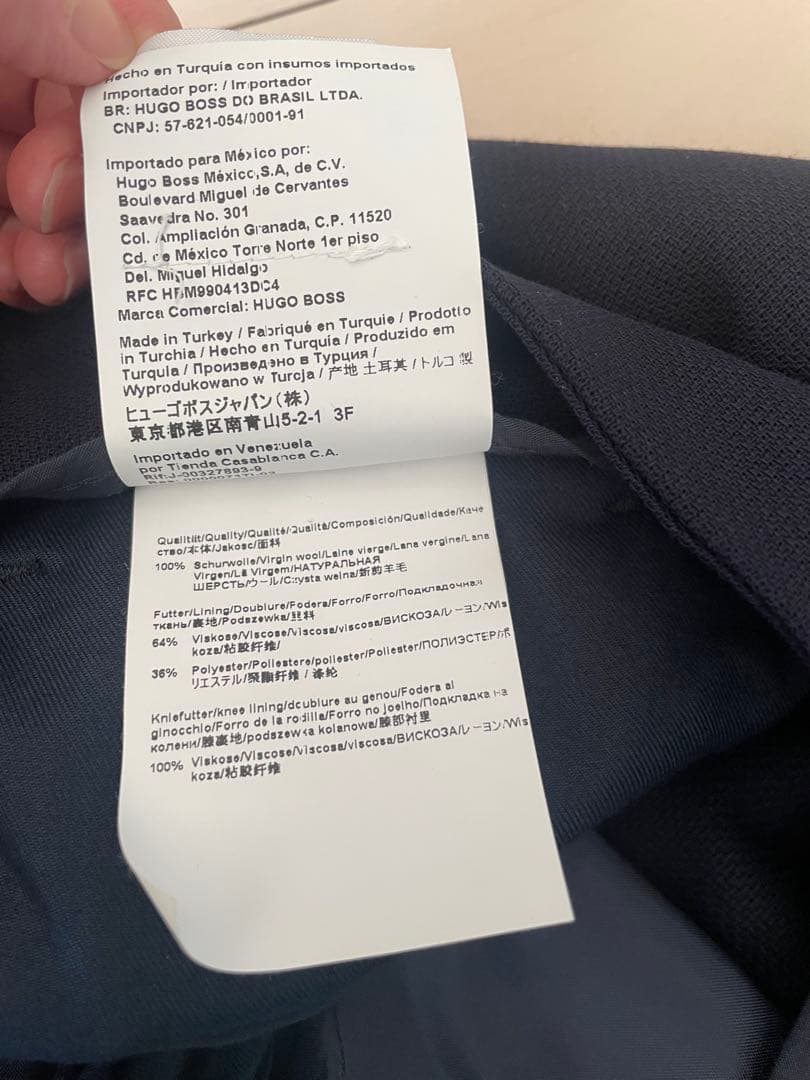 Hecho en Turquía con insumos importados
Importador por: / Importador
BR: HUGO BOSS DO BRASIL LTDA.
CNPJ: 57-621-054/0001-91
Importado para México por:
Hugo Boss México,S.A, de C.V.
Boulevard Miguel de Cervantes
Saavedra No. 301
Col. Ampliación Granada, C.P. 11520
Cd. de México Torre Norte 1er piso
Del. Miguel Hidalgo
RFC HBM990413DC4
Marca Comercial: HUGO BOSS
Made in Turkey / Fabriqué en Turquie / Prodotto
in Turchia / Hecho en Turquía / Produzido em
Turquia / Произведено в Турции /
Wyprodukowano w Turcja / 产地 土耳其 / トルコ 製
ヒューゴボスジャパン(株)
東京都港区南青山5-2-1 3F
Importado en Venezuela
por Tienda Casablanca C.A.
Rif:J-00327893-9
Qualität/Quality/Qualité/Qualità/Composición/Qualidade/Каче
ство/本体/Jakosc/面料
100% Schurwolle/Virgin wool/Laine vierge/Lana vergine/Lana
Virgen/Lã Virgem/НАТУРАЛЬНАЯ
ШЕРСТЬ/ウール/Czysta welna/新剪羊毛
Futter/Lining/Doublure/Fodera/Forro/Forro/Подкладочная
ткань/裏地/Podszewka/里料
64% Viskose/Viscose/Viscosa/viscosa/ВИСКОЗА/レーヨン/Wis
koza/粘胶纤维/
36% Polyester/Poliestere/poliester/Poliester/ПОЛИЭСТЕР/ポ
リエステル/聚酯纤维 / 涤纶
Kniefutter/knee lining/doublure au genou/Fodera al
ginocchio/Forro de la rodilla/Forro no joelho/Подкладка на
колени/膝裏地/podszewka kolanowa/膝部衬里
100% Viskose/Viscose/Viscosa/viscosa/ВИСКОЗА/レーヨン/Wis
koza/粘胶纤维